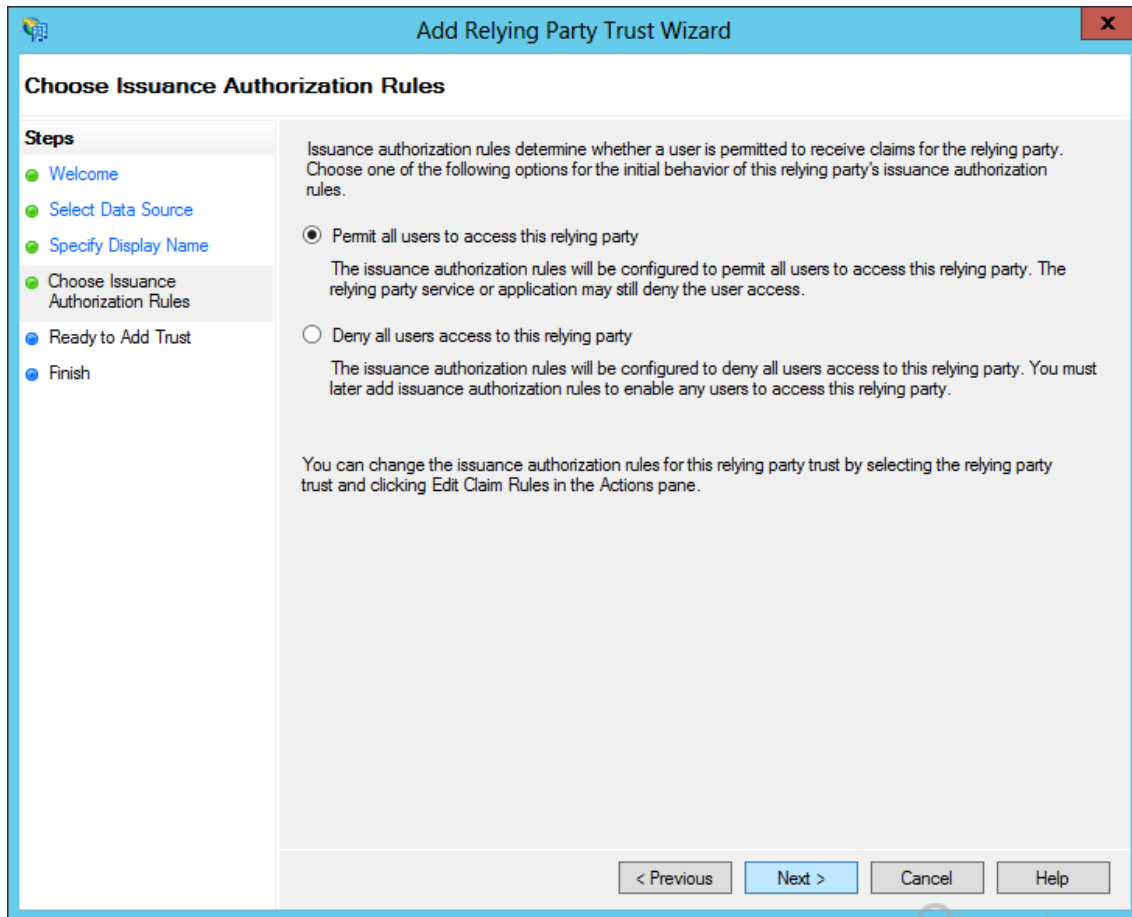 Add Relying Party Trust Wizard
x
Choose Issuance Authorization Rules
Steps
Welcome
Select Data Source
Specify Display Name
Choose Issuance
Authorization Rules
Ready to Add Trust
Finish
Issuance authorization rules determine whether a user is permitted to receive claims for the relying party.
Choose one of the following options for the initial behavior of this relying party's issuance authorization
rules.
Permit all users to access this relying party
The issuance authorization rules will be configured to permit all users to access this relying party. The
relying party service or application may still deny the user access.
Deny all users access to this relying party
The issuance authorization rules will be configured to deny all users access to this relying party. You must
later add issuance authorization rules to enable any users to access this relying party.
You can change the issuance authorization rules for this relying party trust by selecting the relying party
trust and clicking Edit Claim Rules in the Actions pane.
< Previous
Next >
Cancel
Help